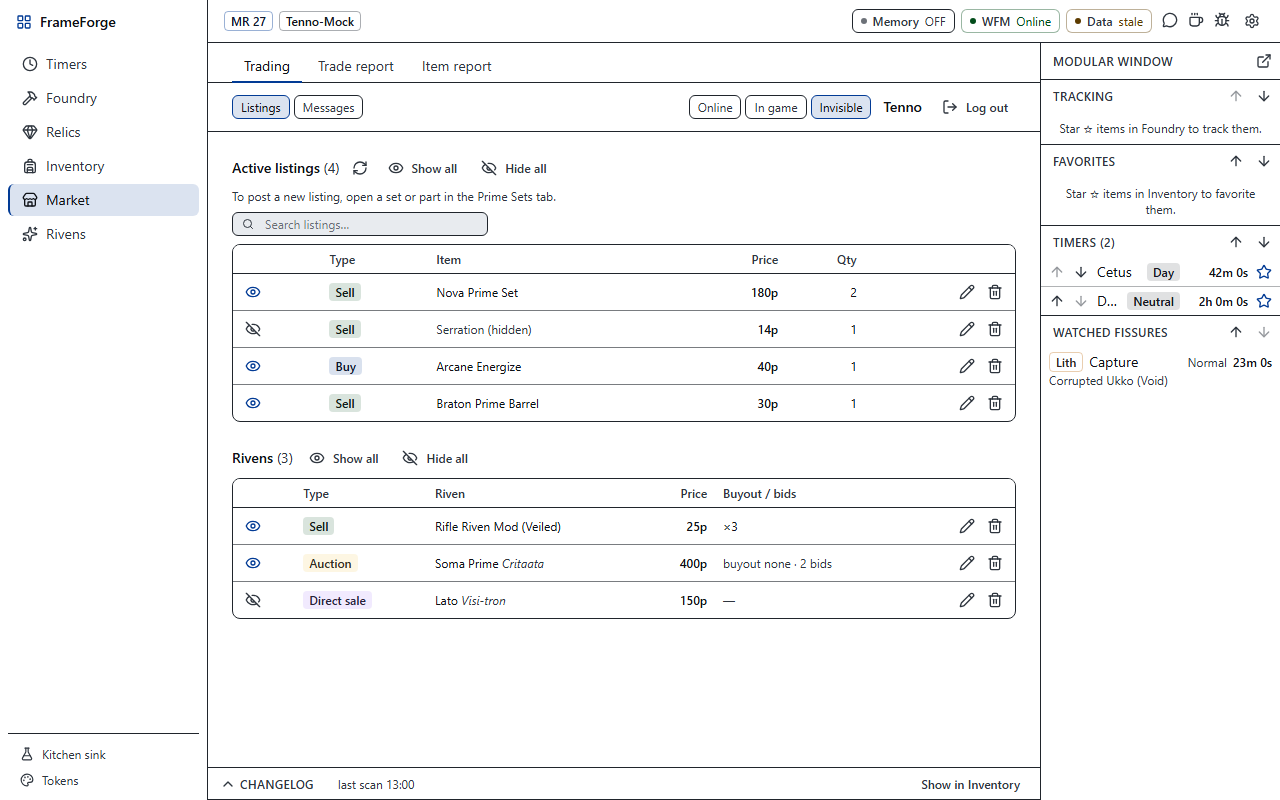 FrameForge
MR 27 Tenno-Mock Memory OFF WFM Online Data stale
Timers
Foundry
Relics
Inventory
Market
Rivens
Kitchen sink
Tokens
Trading Trade report Item report
Listings Messages Online In game Invisible Tenno Log out
Active listings (4) Show all Hide all
To post a new listing, open a set or part in the Prime Sets tab.
Search listings...
Type Item Price Qty
Sell Nova Prime Set 180p 2
Sell Serration (hidden) 14p 1
Buy Arcane Energize 40p 1
Sell Braton Prime Barrel 30p 1
Rivens (3) Show all Hide all
Type Riven Price Buyout / bids
Sell Rifle Riven Mod (Veiled) 25p ×3
Auction Soma Prime Critaata 400p buyout none · 2 bids
Direct sale Lato Visi-tron 150p —
CHANGELOG last scan 13:00 Show in Inventory
MODULAR WINDOW
TRACKING
Star ☆ items in Foundry to track them.
FAVORITES
Star ☆ items in Inventory to favorite
them.
TIMERS (2)
Cetus Day 42m 0s
D... Neutral 2h 0m 0s
WATCHED FISSURES
Lith Capture Normal 23m 0s
Corrupted Ukko (Void)